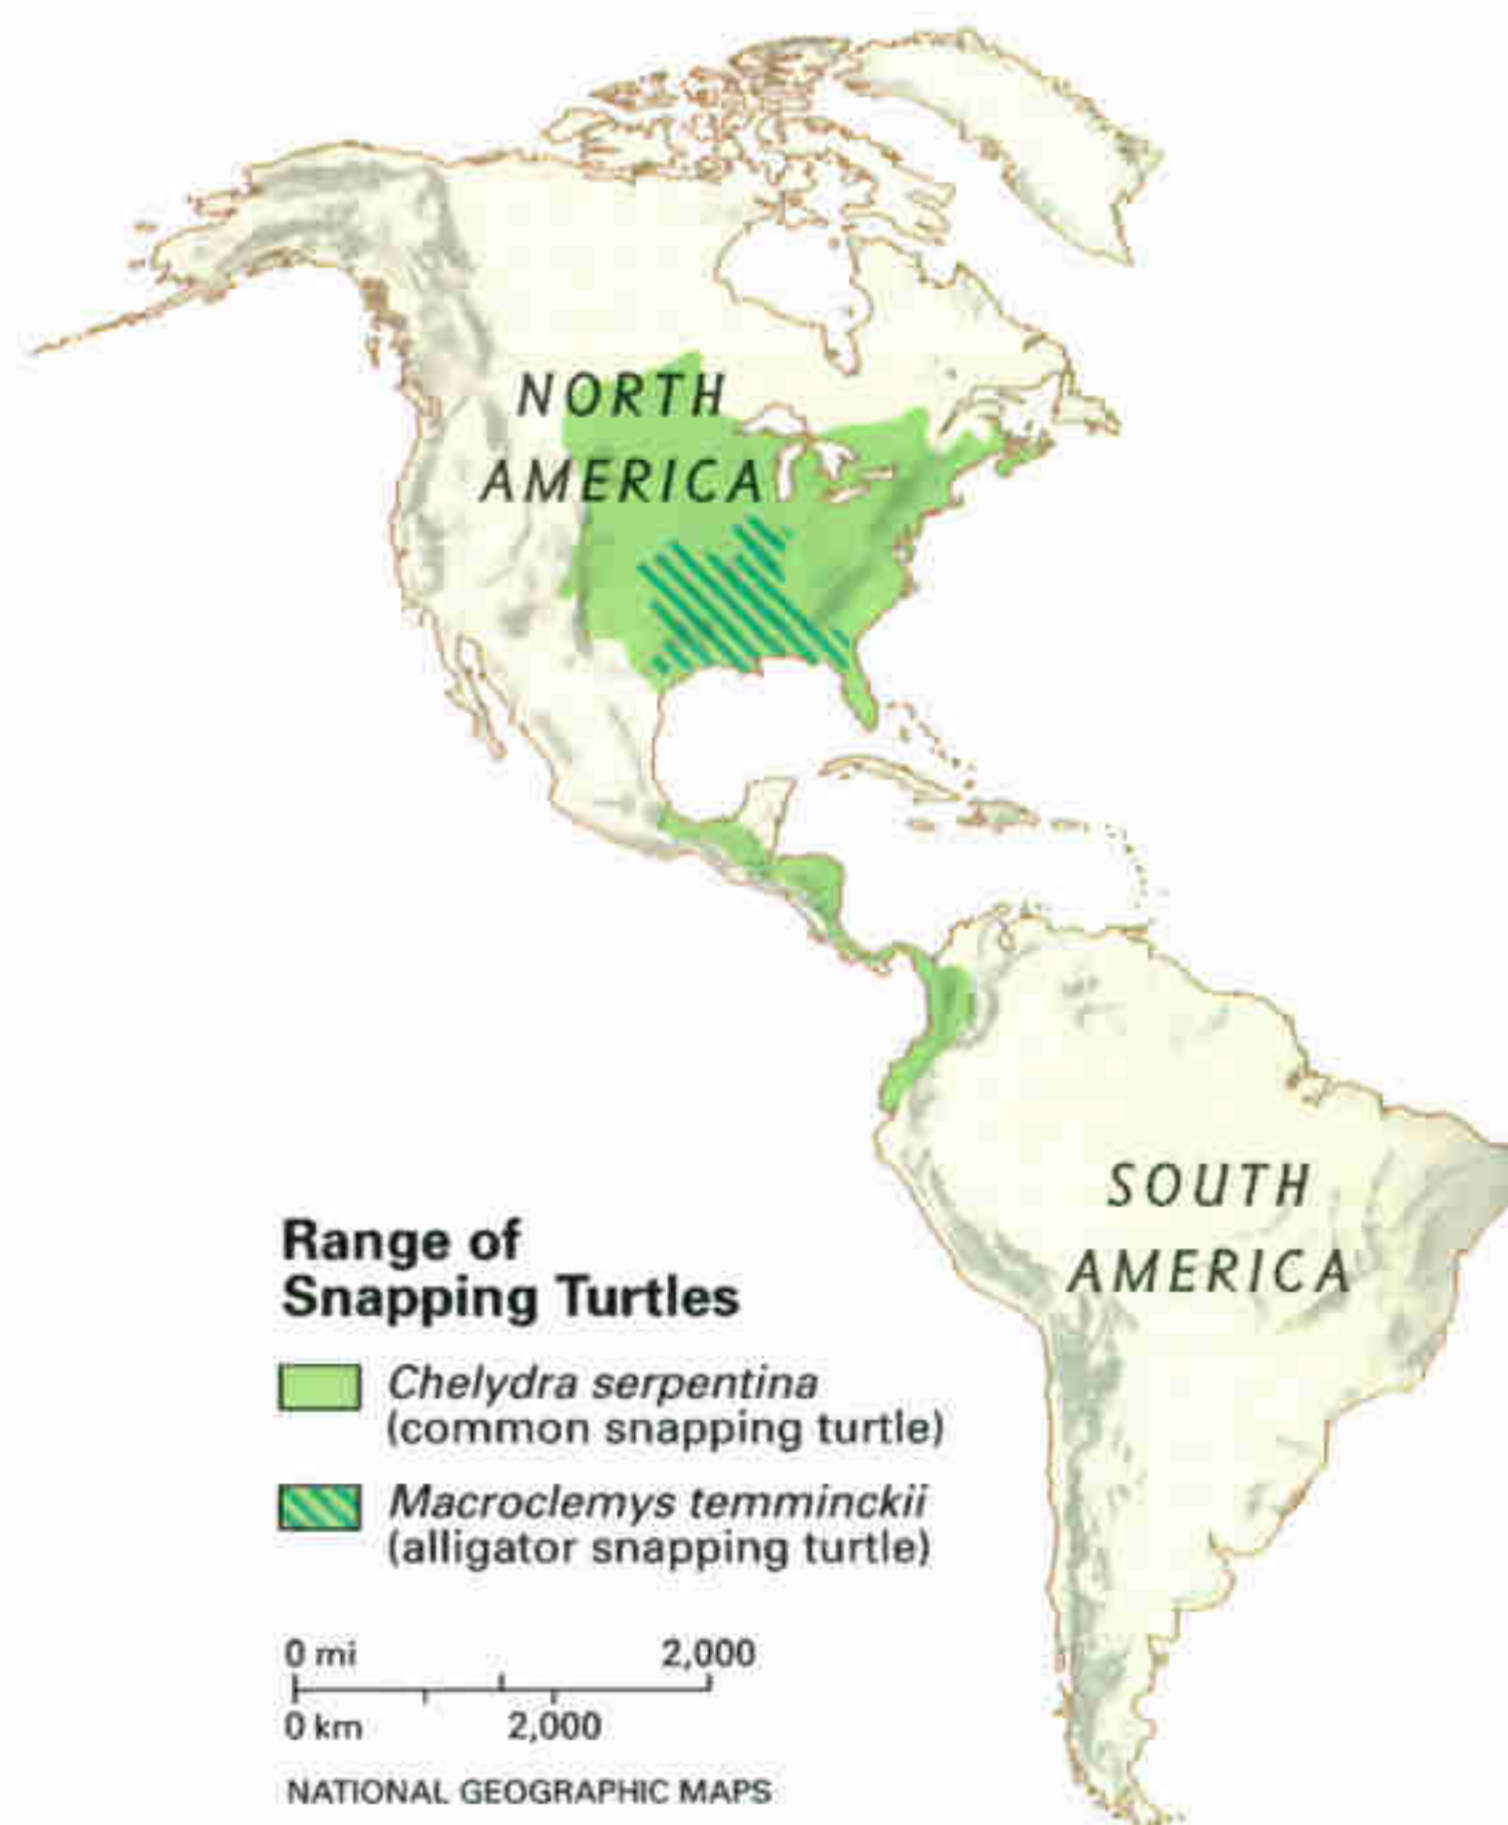 NORTH
AMERICA
SOUTH
AMERICA
Range of
Snapping Turtles
Chelydra serpentina
(common snapping turtle)
Macroclemys temminckii
(alligator snapping turtle)
0 mi 2,000
0 km 2,000
NATIONAL GEOGRAPHIC MAPS